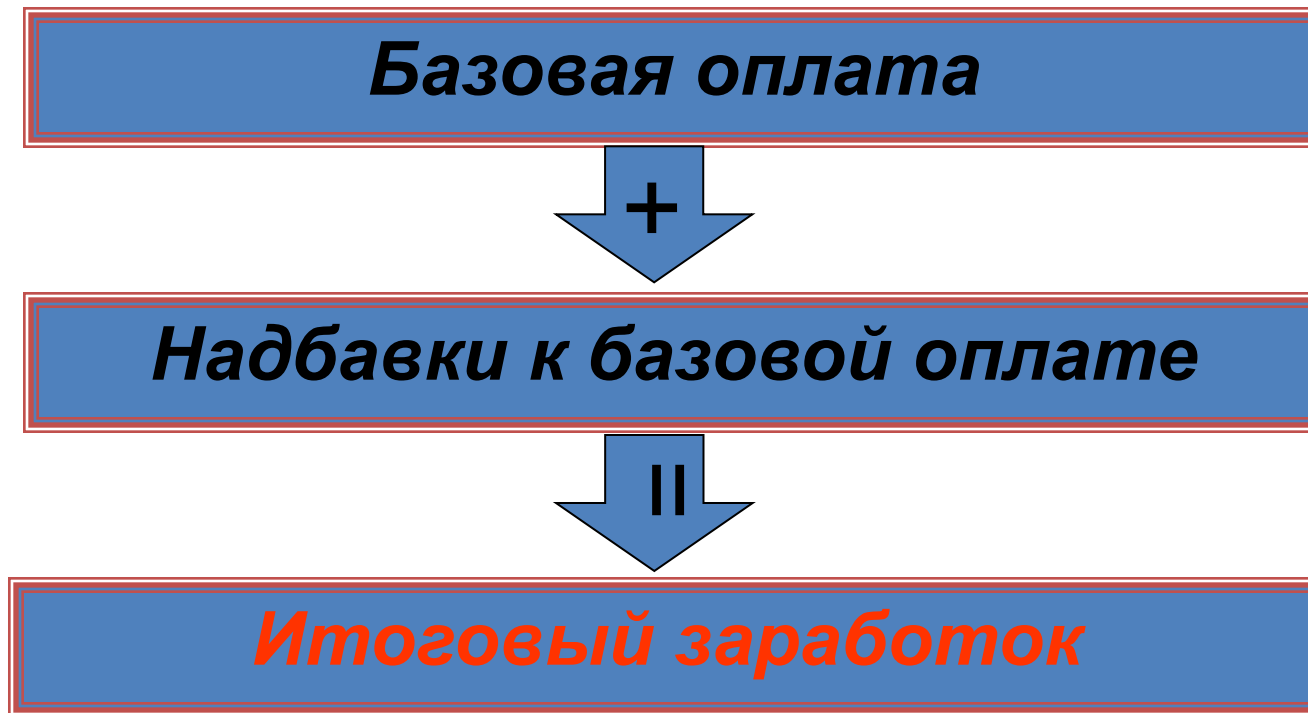 Базовая оплата
+
Надбавки к базовой оплате
=
Итоговый заработок